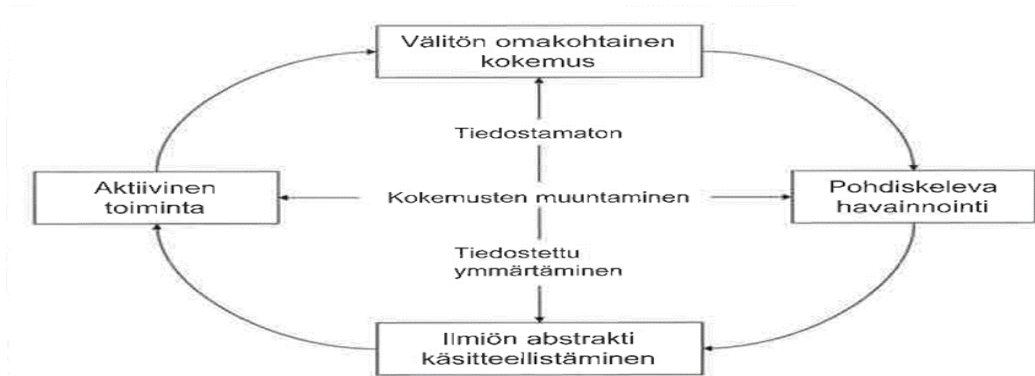 Välitön omakohtainen
kokemus
Tiedostamaton
Aktiivinen
toiminta
Kokemusten muuntaminen
Pohdiskeleva
havainnointi
Tiedostettu
ymmärtäminen
Ilmiön abstrakti
käsitteellistäminen